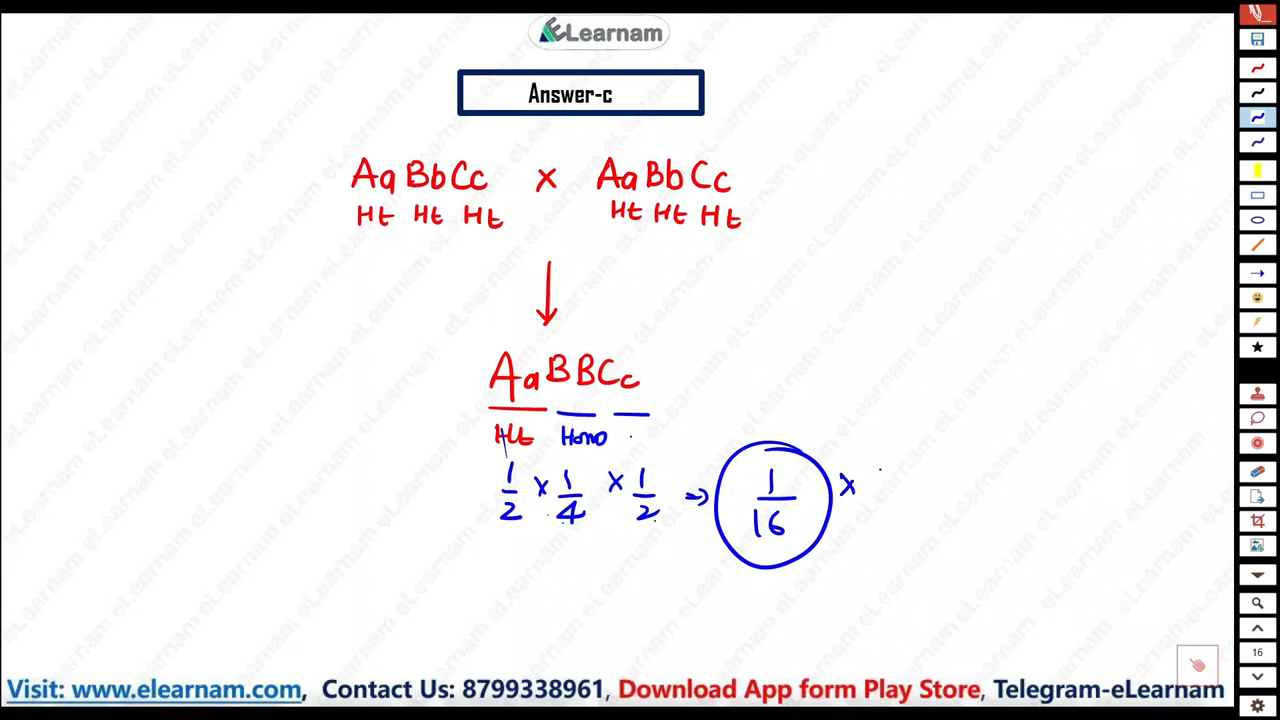 eLearnam
Answer-c
AaBbCc x AaBbCc
Ht Ht Ht Ht Ht Ht
AaBBCc
Ht Homo
1/2 x 1/4 x 1/2 => 1/16 x
16
Visit: www.elearnam.com, Contact Us: 8799338961, Download App form Play Store, Telegram-eLearnam